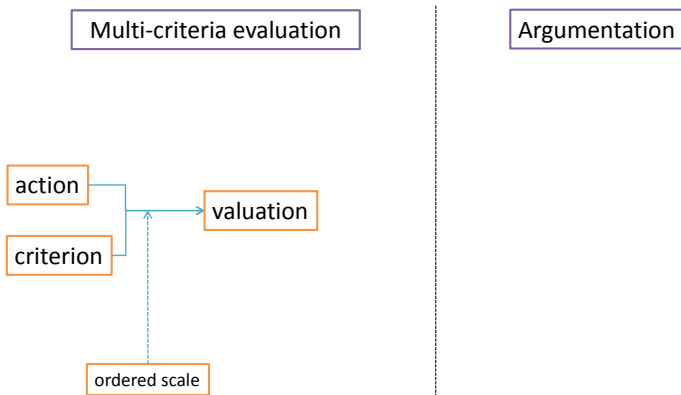 Multi-criteria evaluation
Argumentation
action
valuation
criterion
ordered scale